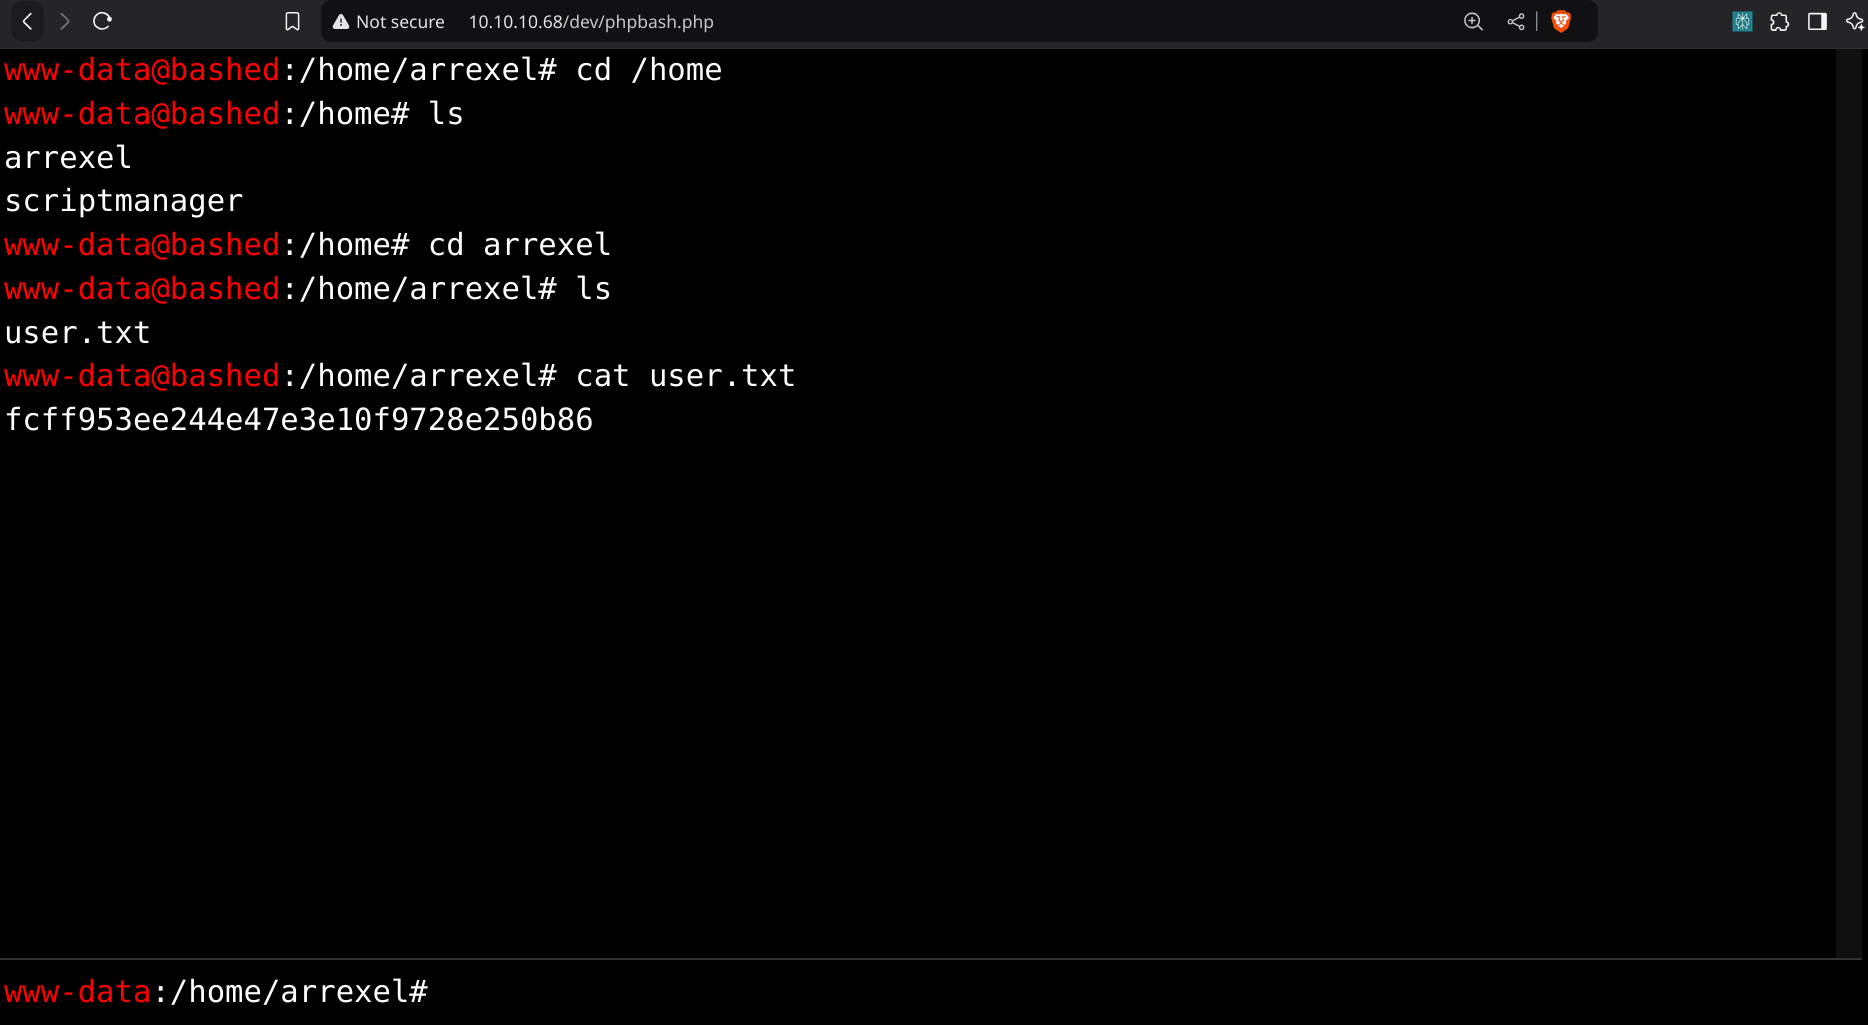 Not secure 10.10.10.68/dev/phpbash.php
www-data@bashed:/home/arrexel# cd /home
www-data@bashed:/home# ls
arrexel
scriptmanager
www-data@bashed:/home# cd arrexel
www-data@bashed:/home/arrexel# ls
user.txt
www-data@bashed:/home/arrexel# cat user.txt
fcff953ee244e47e3e10f9728e250b86
www-data:/home/arrexel#